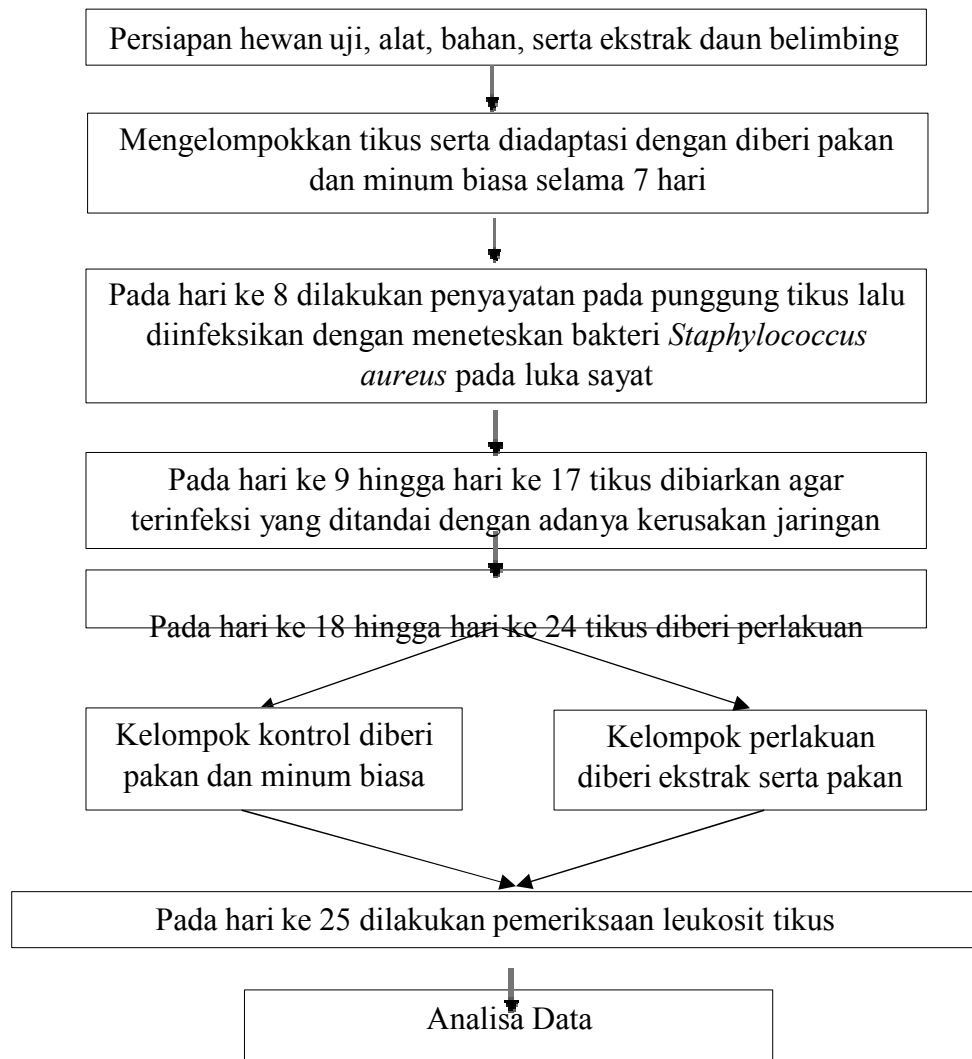 Persiapan hewan uji, alat, bahan, serta ekstrak daun belimbing
Mengelompokkan tikus serta diadaptasi dengan diberi pakan
dan minum biasa selama 7 hari
Pada hari ke 8 dilakukan penyayatan pada punggung tikus lalu
diinfeksikan dengan meneteskan bakteri Staphylococcus
aureus pada luka sayat
Pada hari ke 9 hingga hari ke 17 tikus dibiarkan agar
terinfeksi yang ditandai dengan adanya kerusakan jaringan
Pada hari ke 18 hingga hari ke 24 tikus diberi perlakuan
Kelompok kontrol diberi
pakan dan minum biasa
Kelompok perlakuan
diberi ekstrak serta pakan
Pada hari ke 25 dilakukan pemeriksaan leukosit tikus
Analisa Data